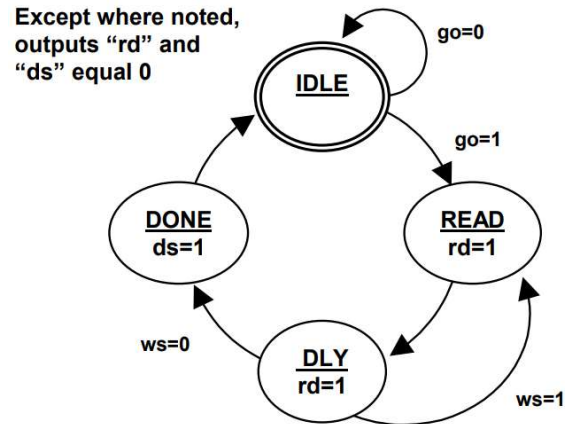 Except where noted,
outputs “rd” and
“ds” equal 0
go=0
IDLE
go=1
DONE
ds=1
READ
rd=1
ws=0
DLY
rd=1
ws=1